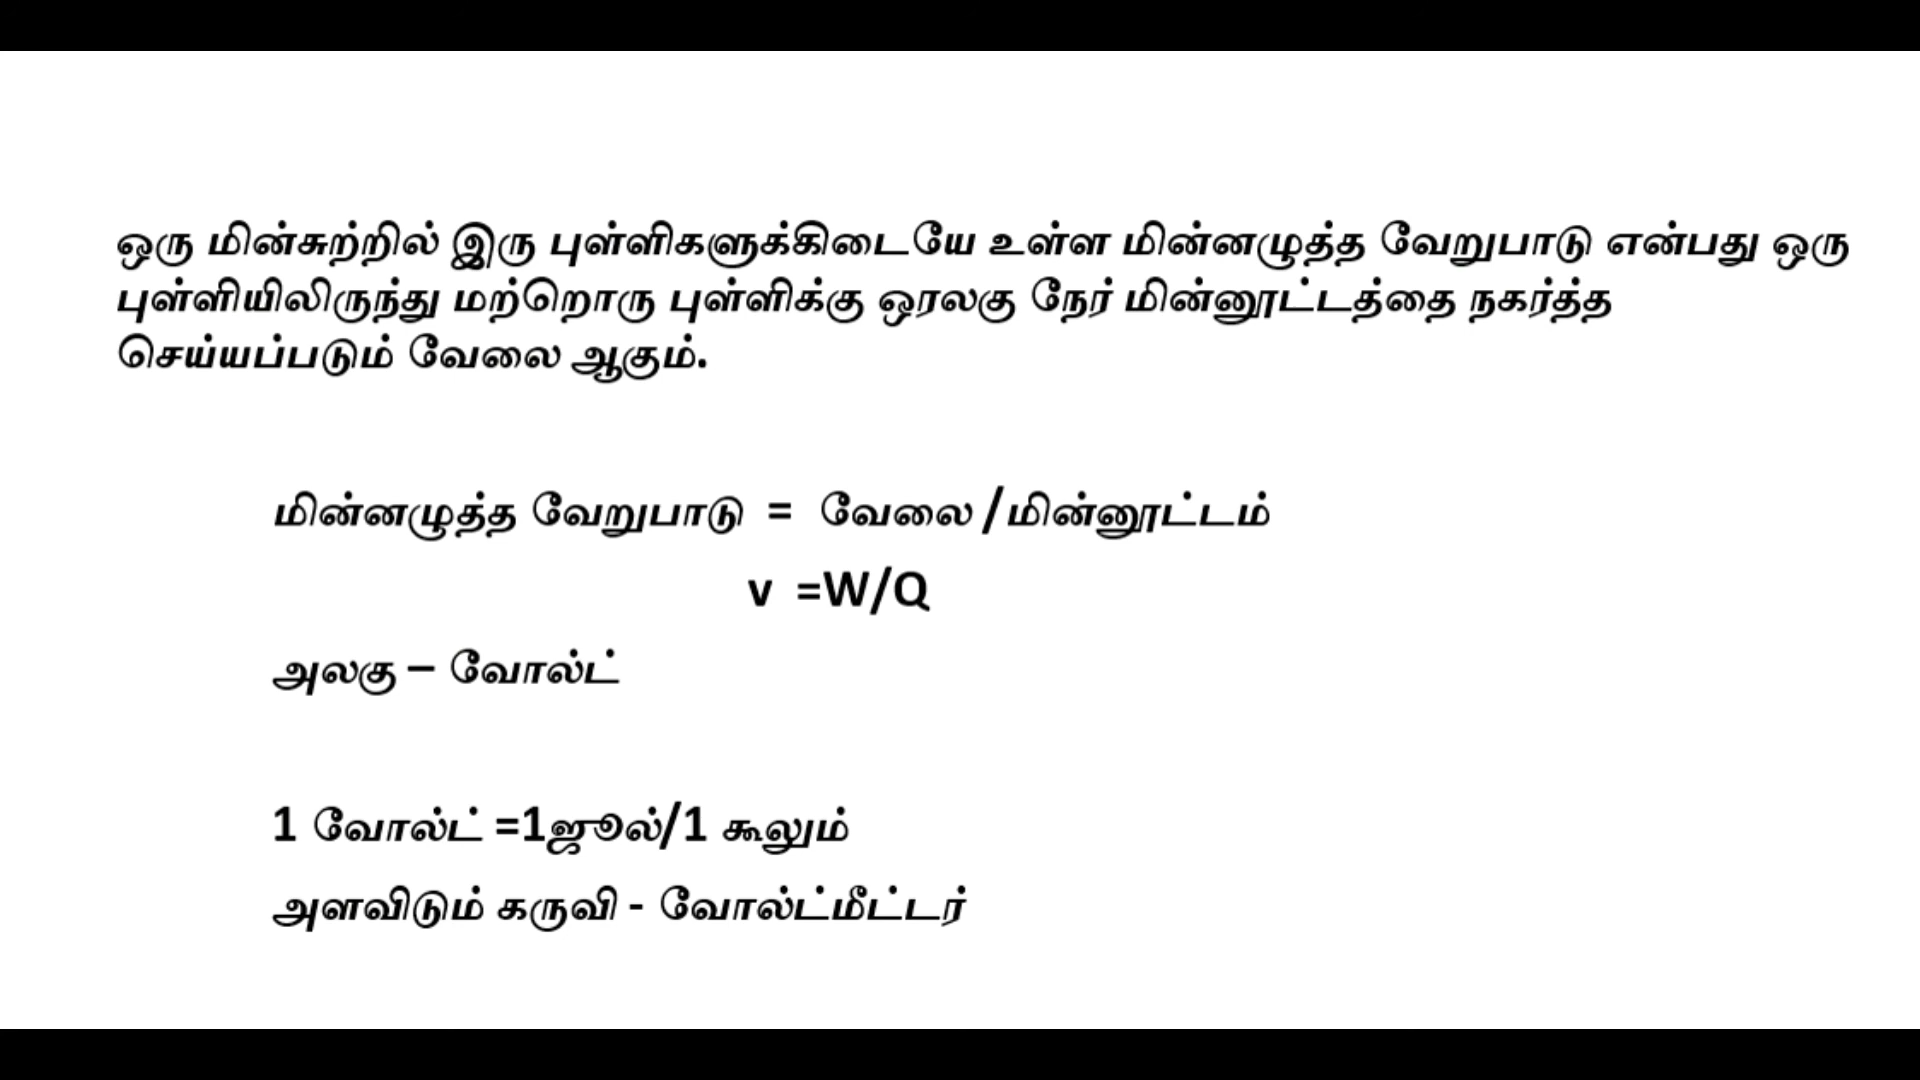 ஒரு மின்சுற்றில் இரு புள்ளிகளுக்கிடையே உள்ள மின்னழுத்த வேறுபாடு என்பது ஒரு
புள்ளியிலிருந்து மற்றொரு புள்ளிக்கு ஒரலகு நேர் மின்னூட்டத்தை நகர்த்த
செய்யப்படும் வேலை ஆகும்.
மின்னழுத்த வேறுபாடு = வேலை /மின்னூட்டம்
v =W/Q
அலகு – வோல்ட்
1 வோல்ட் =1ஜூல்/1 கூலும்
அளவிடும் கருவி - வோல்ட்மீட்டர்